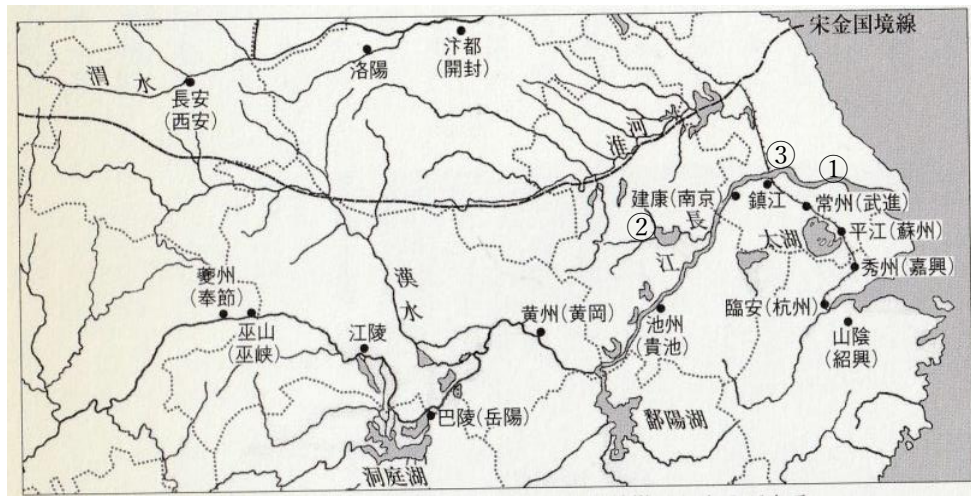 宋金国境線
汴都
(開封)
洛陽
渭水
長安
(西安)
淮河
③
①
建康(南京
鎮江
長江
②
常州(武進)
太湖
平江(蘇州)
秀州(嘉興)
夔州
(奉節)
漢水
巫山
(巫峡)
江陵
黄州(黄岡)
池州
(貴池)
臨安(杭州)
山陰
(紹興)
巴陵(岳陽)
鄱陽湖
洞庭湖